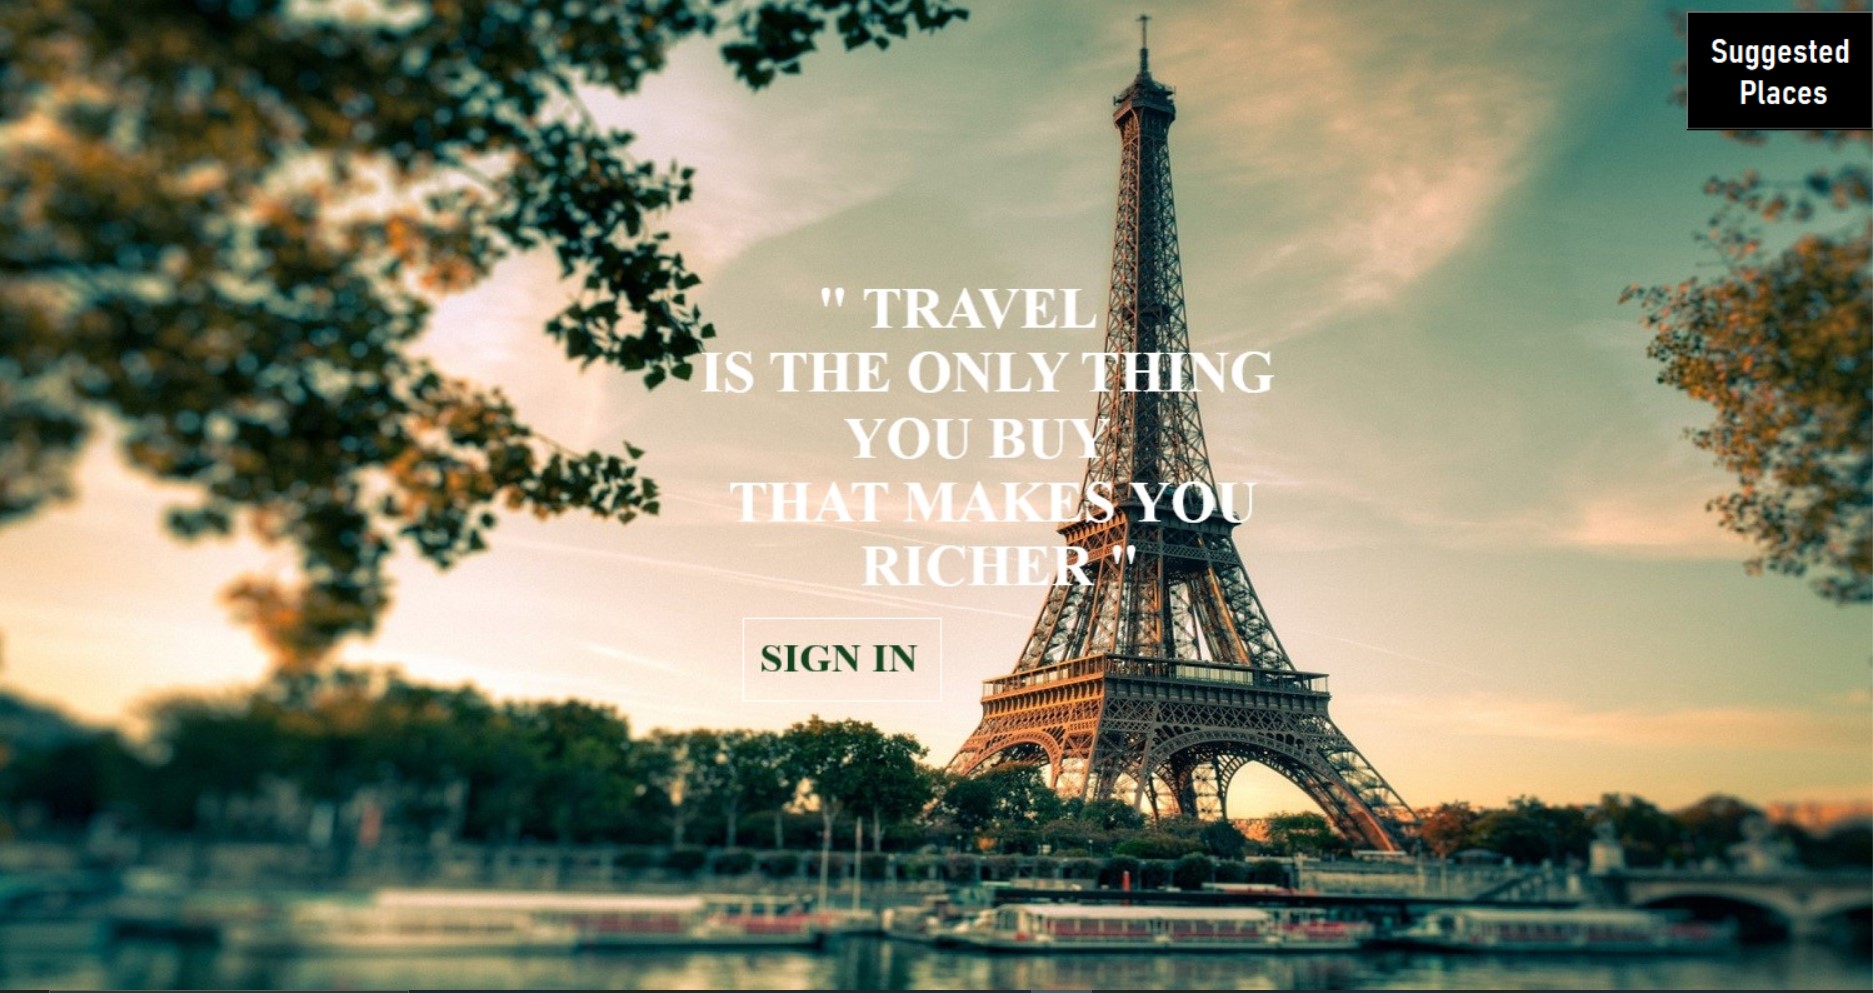 Suggested
Places
" TRAVEL
IS THE ONLY THING
YOU BUY
THAT MAKES YOU
RICHER "
SIGN IN